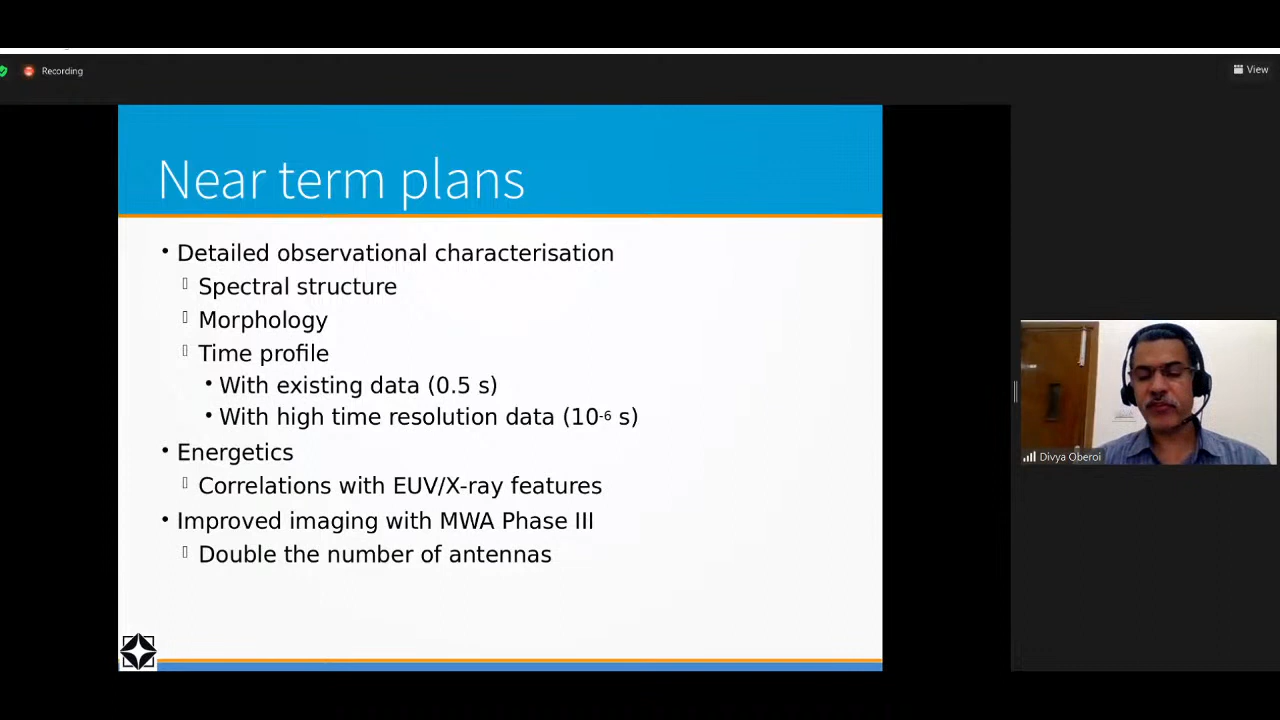 Recording
View
Near term plans
• Detailed observational characterisation
Spectral structure
Morphology
Time profile
• With existing data (0.5 s)
• With high time resolution data (10-6 s)
• Energetics
Correlations with EUV/X-ray features
• Improved imaging with MWA Phase III
Double the number of antennas
Divya Oberoi